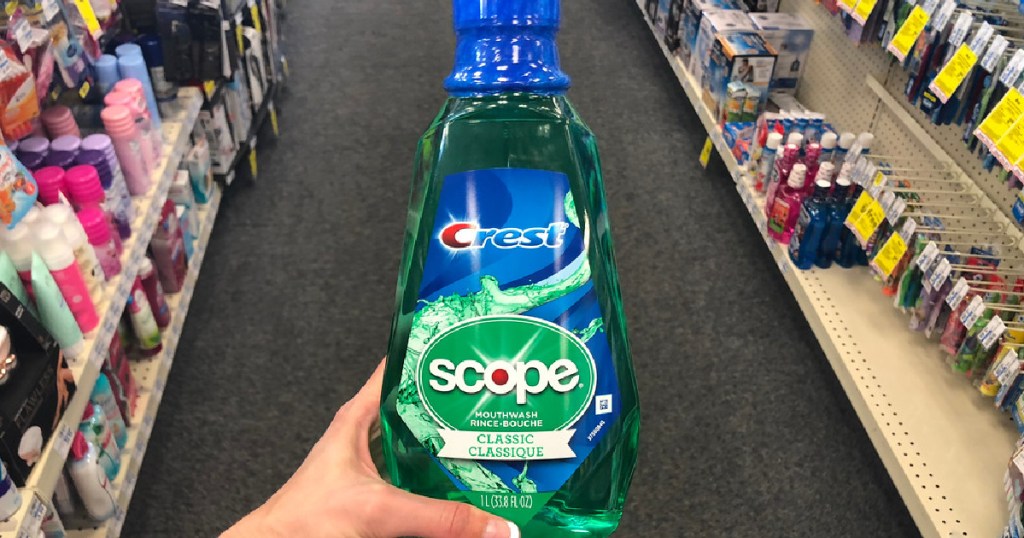 Crest
scope®
MOUTHWASH
RINCE-BOUCHE
CLASSIC
CLASSIQUE
1 L (33.8 FL OZ)